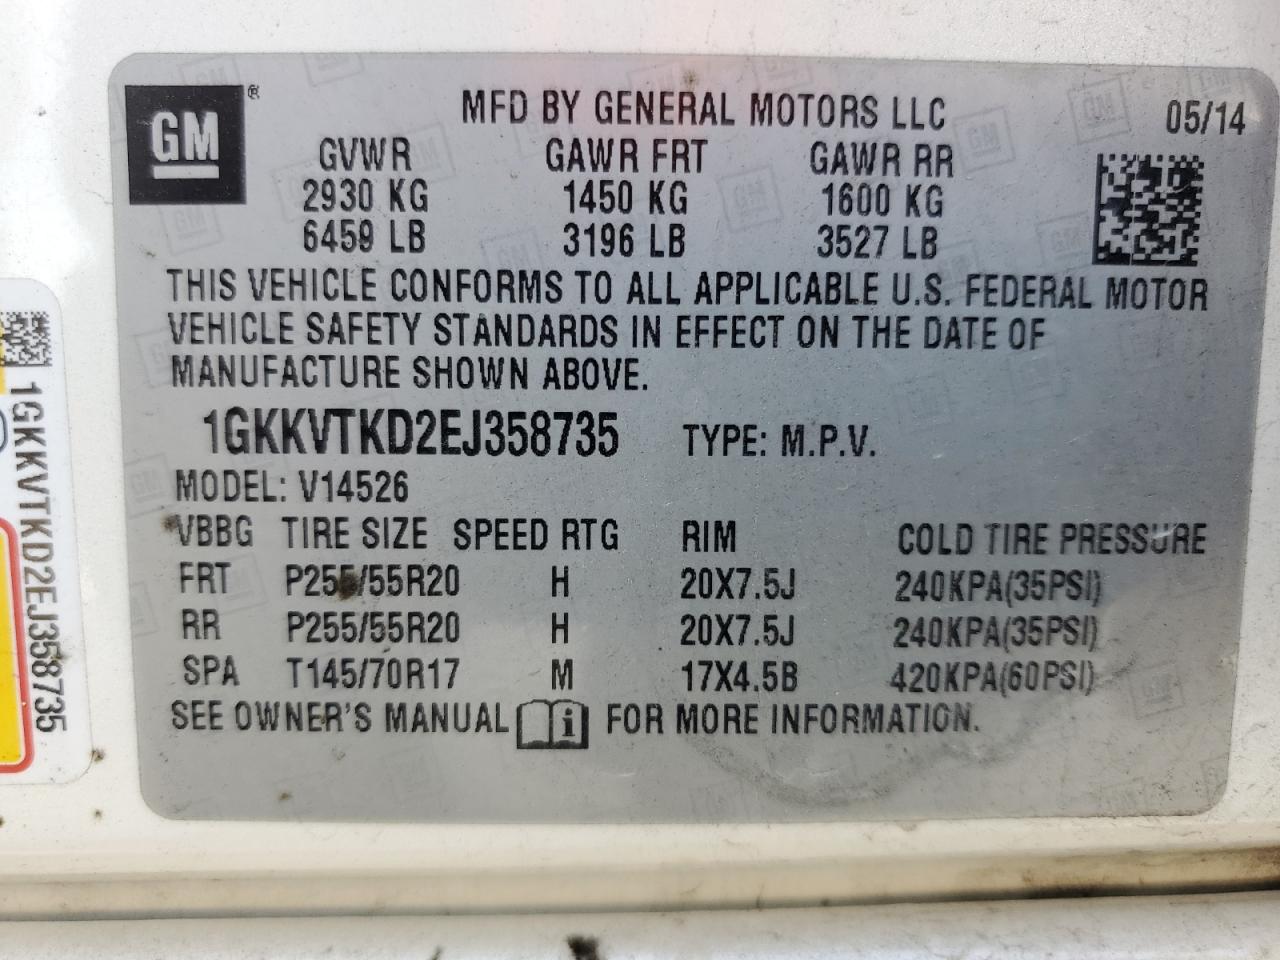 GM ®
MFD BY GENERAL MOTORS LLC 05/14
GVWR GAWR FRT GAWR RR
2930 KG 1450 KG 1600 KG
6459 LB 3196 LB 3527 LB
THIS VEHICLE CONFORMS TO ALL APPLICABLE U.S. FEDERAL MOTOR
VEHICLE SAFETY STANDARDS IN EFFECT ON THE DATE OF
MANUFACTURE SHOWN ABOVE.
1GKKVTKD2EJ358735 TYPE: M.P.V.
MODEL: V14526
VBBG TIRE SIZE SPEED RTG RIM COLD TIRE PRESSURE
FRT P255/55R20 H 20X7.5J 240KPA(35PSI)
RR P255/55R20 H 20X7.5J 240KPA(35PSI)
SPA T145/70R17 M 17X4.5B 420KPA(60PSI)
SEE OWNER'S MANUAL i FOR MORE INFORMATION.
1GKKVTKD2EJ358735